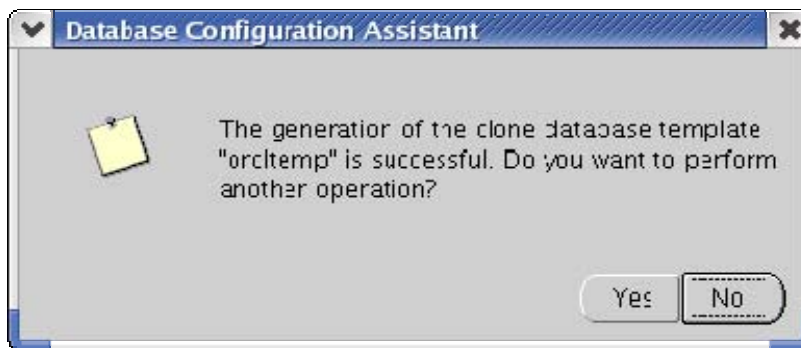 Database Configuration Assistant
The generation of the clone database template
"orcltemp" is successful. Do you want to perform
another operation?
Yes
No